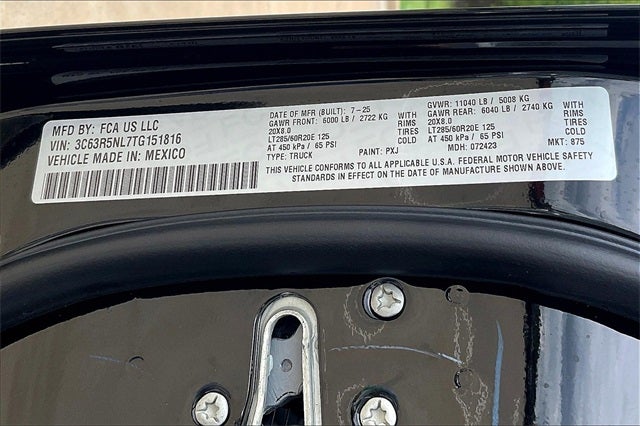 MFD BY: FCA US LLC
VIN: 3C63R5NL7TG151816
VEHICLE MADE IN: MEXICO
DATE OF MFR (BUILT): 7-25
GAWR FRONT: 6000 LB / 2722 KG WITH
20X8.0 RIMS
LT285/60R20E 125 TIRES
AT 450 kPa / 65 PSI COLD
TYPE: TRUCK PAINT: PXJ
GVWR: 11040 LB / 5008 KG
GAWR REAR: 6040 LB / 2740 KG WITH
20X8.0 RIMS
LT285/60R20E 125 TIRES
AT 450 kPa / 65 PSI COLD
MDH: 072423 MKT: 875
THIS VEHICLE CONFORMS TO ALL APPLICABLE U.S.A. FEDERAL MOTOR VEHICLE SAFETY
STANDARDS IN EFFECT ON THE DATE OF MANUFACTURE SHOWN ABOVE.